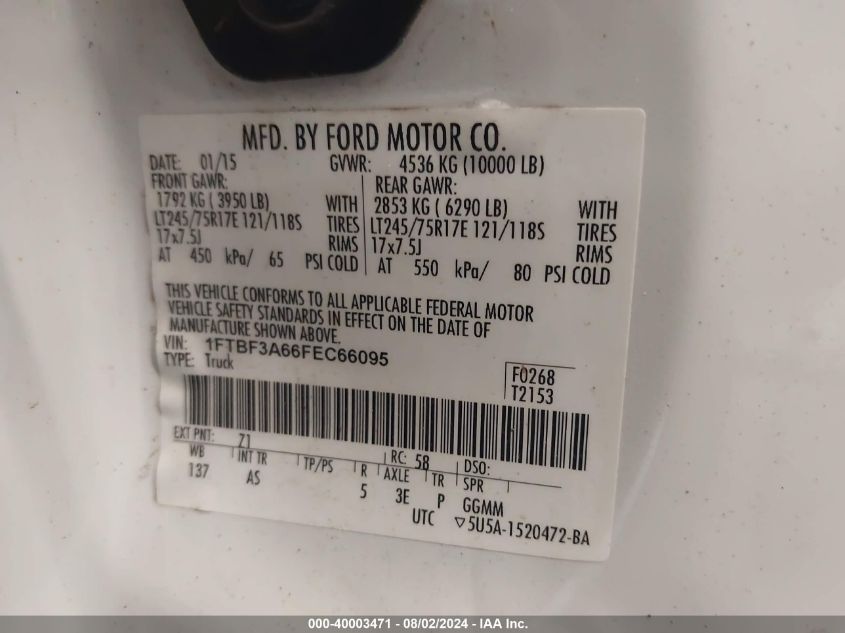 MFD. BY FORD MOTOR CO.
DATE: 01/15 GVWR: 4536 KG (10000 LB)
FRONT GAWR: REAR GAWR:
1792 KG ( 3950 LB) WITH 2853 KG ( 6290 LB) WITH
LT245/75R17E 121/118S TIRES LT245/75R17E 121/118S TIRES
17x7.5J RIMS 17x7.5J RIMS
AT 450 kPa/ 65 PSI COLD AT 550 kPa/ 80 PSI COLD
THIS VEHICLE CONFORMS TO ALL APPLICABLE FEDERAL MOTOR
VEHICLE SAFETY STANDARDS IN EFFECT ON THE DATE OF
MANUFACTURE SHOWN ABOVE.
VIN: 1FTBF3A66FEC66095
TYPE: Truck
F0268
T2153
EXT PNT: Z1 RC: 58 DSO:
WB INT TR TP/PS R AXLE TR SPR
137 AS 5 3E P GGMM
UTC ▽5U5A-1520472-BA
000-40003471 - 08/02/2024 - IAA Inc.